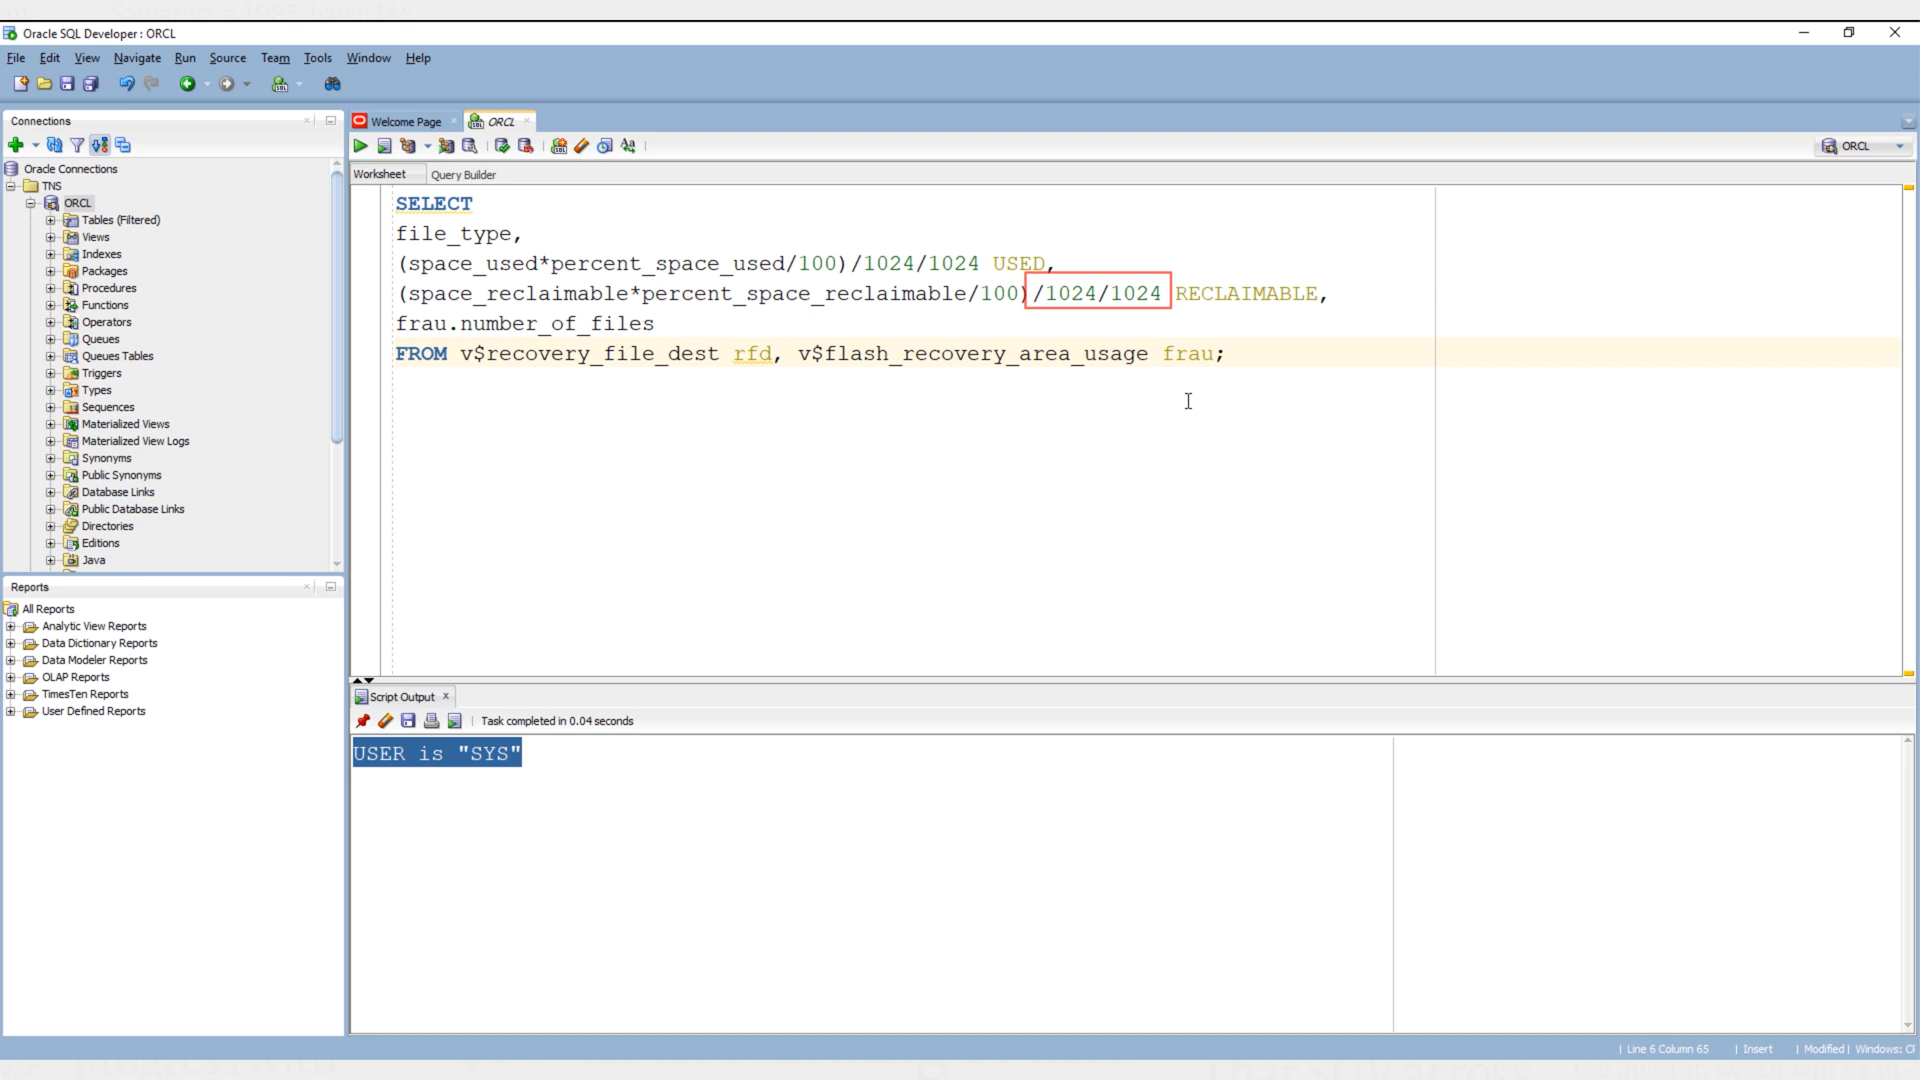 Oracle SQL Developer : ORCL
File Edit View Navigate Run Source Team Tools Window Help
Connections
Oracle Connections
TNS
ORCL
Tables (Filtered)
Views
Indexes
Packages
Procedures
Functions
Operators
Queues
Queues Tables
Triggers
Types
Sequences
Materialized Views
Materialized View Logs
Synonyms
Public Synonyms
Database Links
Public Database Links
Directories
Editions
Java
Reports
All Reports
Analytic View Reports
Data Dictionary Reports
Data Modeler Reports
OLAP Reports
TimesTen Reports
User Defined Reports
Welcome Page ORCL
ORCL
Worksheet Query Builder
SELECT
file_type,
(space_used*percent_space_used/100)/1024/1024 USED,
(space_reclaimable*percent_space_reclaimable/100)/1024/1024 RECLAIMABLE,
frau.number_of_files
FROM v$recovery_file_dest rfd, v$flash_recovery_area_usage frau;
Script Output
Task completed in 0.04 seconds
USER is "SYS"
Line 6 Column 65 | Insert | Modified | Windows: